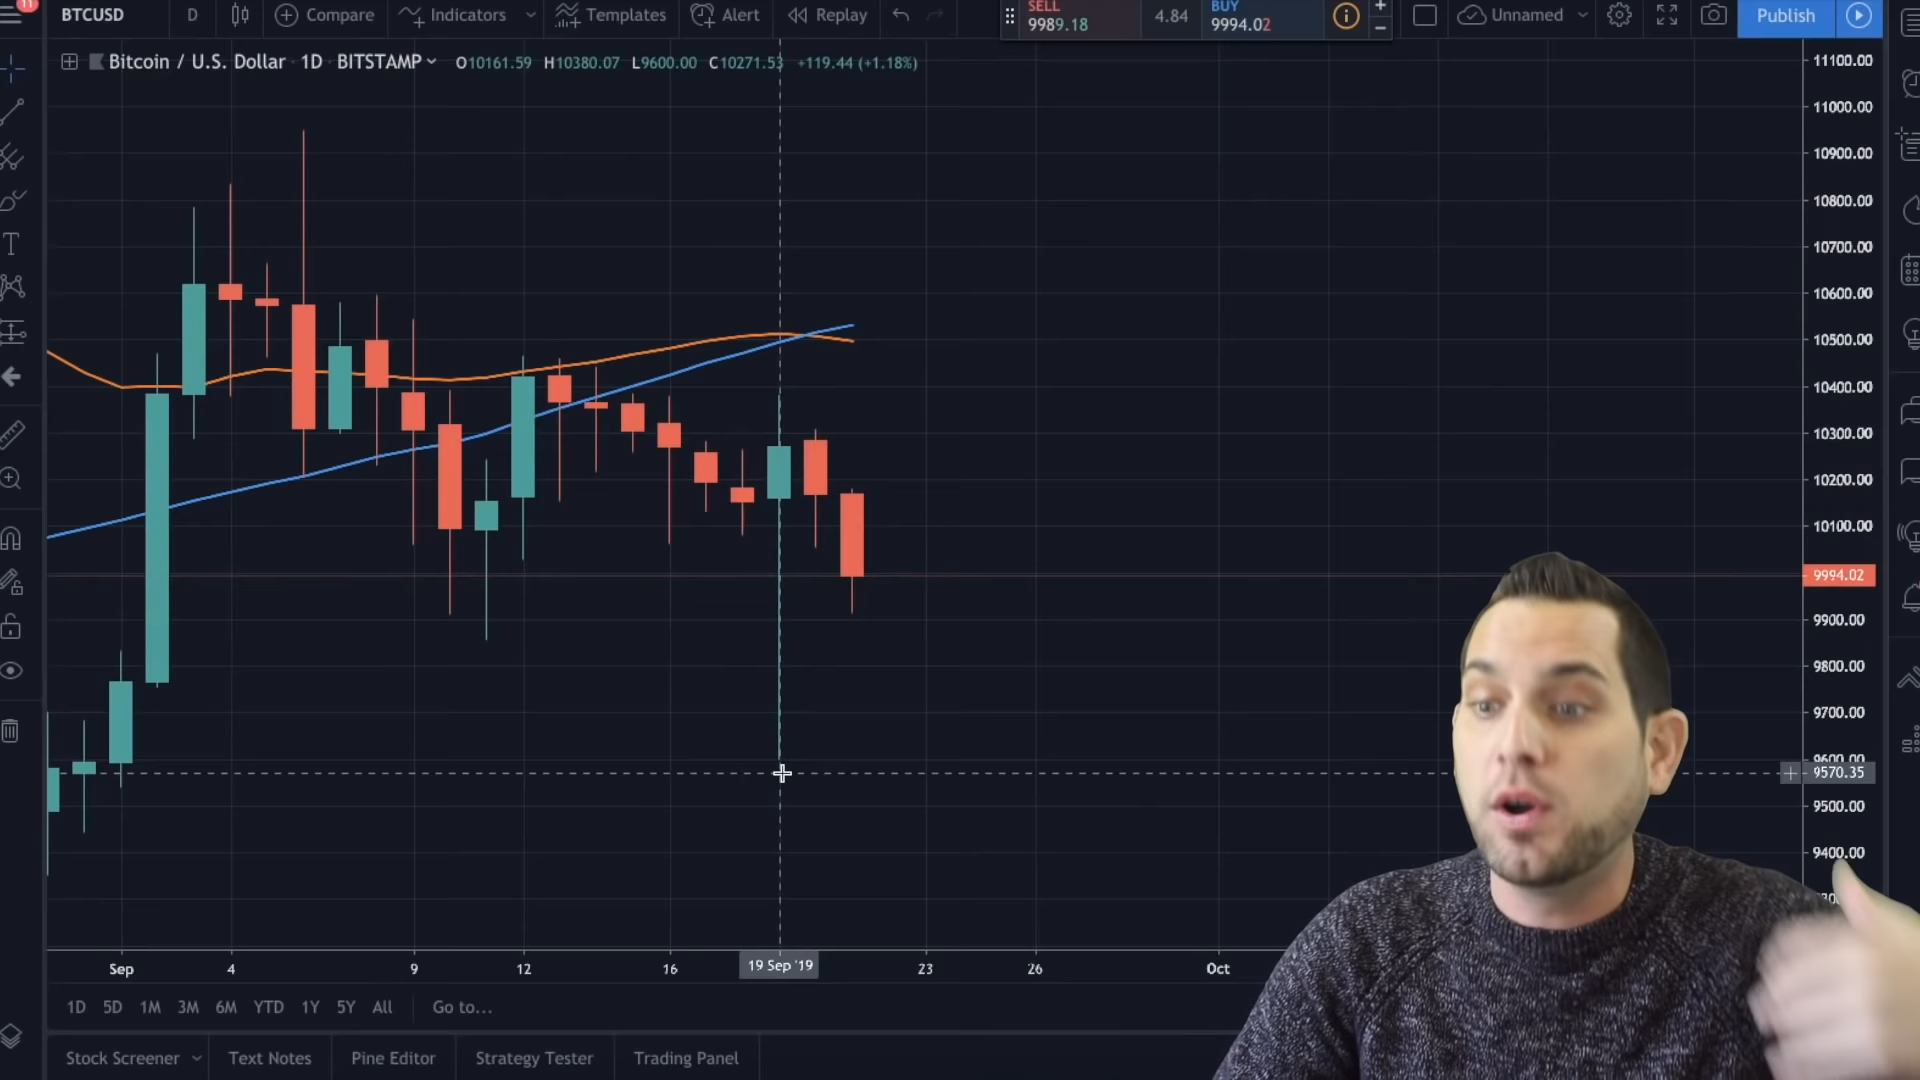 11
BTCUSD D Compare Indicators Templates Alert Replay
SELL
9989.18
4.84
BUY
9994.02
Unnamed
Publish
Bitcoin / U.S. Dollar 1D BITSTAMP O10161.59 H10380.07 L9600.00 C10271.53 +119.44 (+1.18%)
11100.00
11000.00
10900.00
10800.00
10700.00
10600.00
10500.00
10400.00
10300.00
10200.00
10100.00
9994.02
9900.00
9800.00
9700.00
9600.00
9570.35
9500.00
9400.00
Sep 4 9 12 16 19 Sep '19 23 26 Oct
1D 5D 1M 3M 6M YTD 1Y 5Y All Go to...
Stock Screener Text Notes Pine Editor Strategy Tester Trading Panel